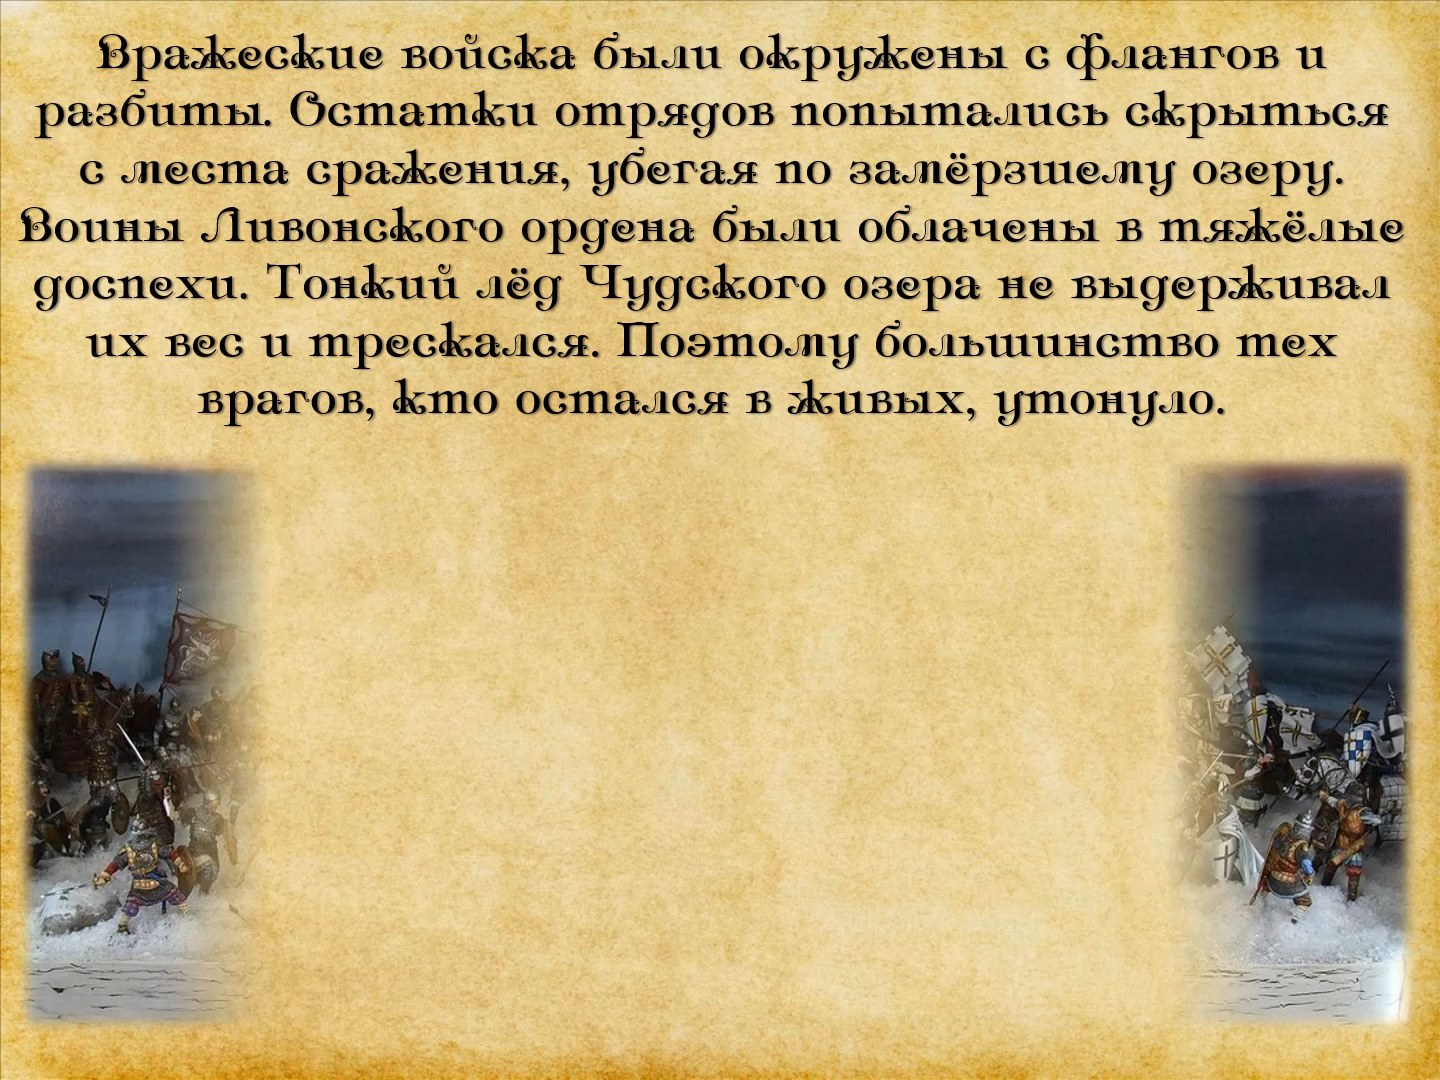 Вражеские войска были окружены с флангов и
разбиты. Остатки отрядов попытались скрыться
с места сражения, убегая по замёрзшему озеру.
Воины Ливонского ордена были облачены в тяжёлые
доспехи. Тонкий лёд Чудского озера не выдерживал
их вес и трескался. Поэтому большинство тех
врагов, кто остался в живых, утонуло.